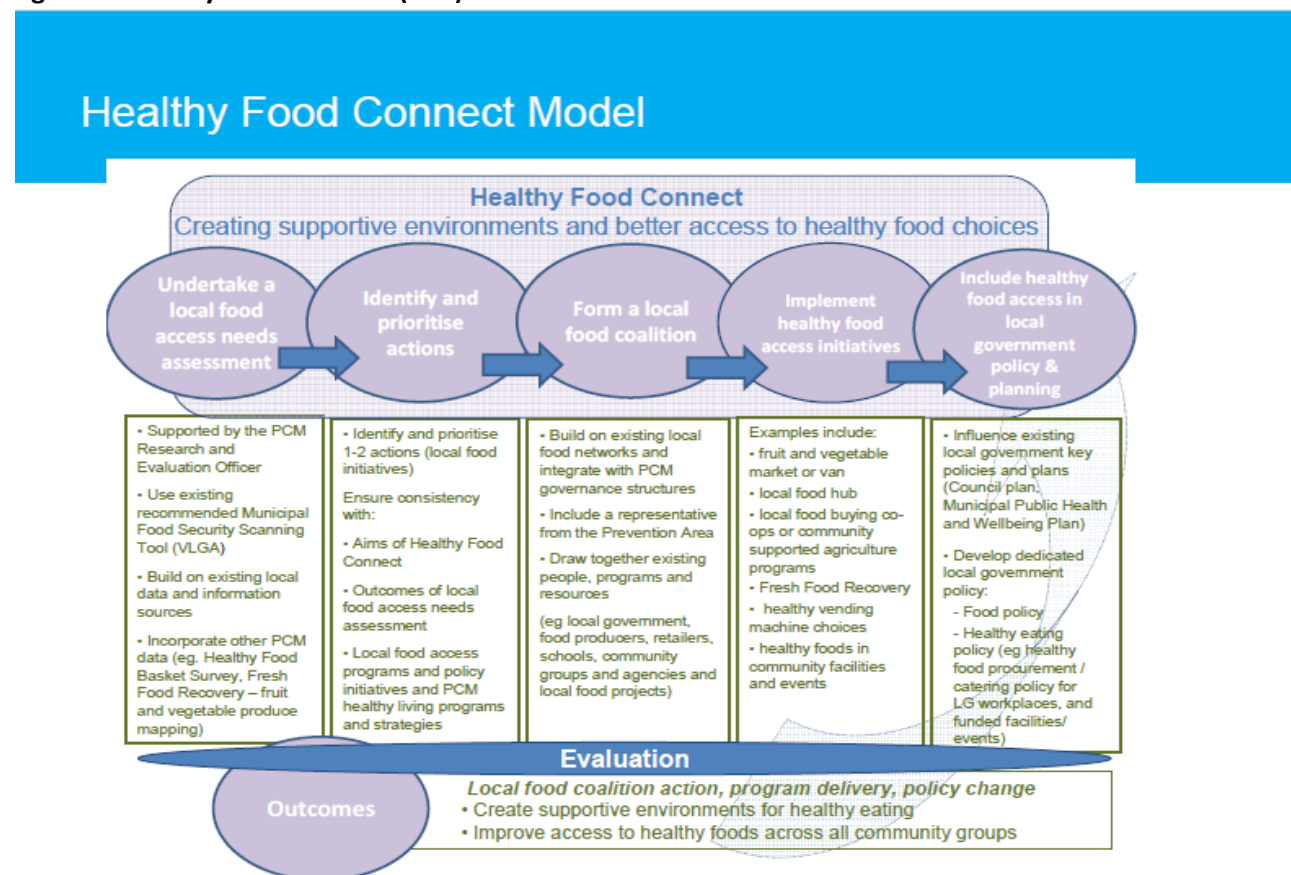 Healthy Food Connect Model
Healthy Food Connect
Creating supportive environments and better access to healthy food choices
Undertake a
local food
access needs
assessment
Identify and
prioritise
actions
Form a local
food coalition
Implement
healthy food
access initiatives
Include healthy
food access in
local
government
policy &
planning
• Supported by the PCM
Research and
Evaluation Officer
• Use existing
recommended Municipal
Food Security Scanning
Tool (VLGA)
• Build on existing local
data and information
sources
• Incorporate other PCM
data (eg. Healthy Food
Basket Survey, Fresh
Food Recovery – fruit
and vegetable produce
mapping)
• Identify and prioritise
1-2 actions (local food
initiatives)
Ensure consistency
with:
• Aims of Healthy Food
Connect
• Outcomes of local
food access needs
assessment
• Local food access
programs and policy
initiatives and PCM
healthy living programs
and strategies
• Build on existing local
food networks and
integrate with PCM
governance structures
• Include a representative
from the Prevention Area
• Draw together existing
people, programs and
resources
(eg local government,
food producers, retailers,
schools, community
groups and agencies and
local food projects)
Examples include:
• fruit and vegetable
market or van
• local food hub
• local food buying co-
ops or community
supported agriculture
programs
• Fresh Food Recovery
• healthy vending
machine choices
• healthy foods in
community facilities
and events
• Influence existing
local government key
policies and plans
(Council plan,
Municipal Public Health
and Wellbeing Plan)
• Develop dedicated
local government
policy:
- Food policy
- Healthy eating
policy (eg healthy
food procurement /
catering policy for
LG workplaces, and
funded facilities/
events)
Evaluation
Outcomes
Local food coalition action, program delivery, policy change
• Create supportive environments for healthy eating
• Improve access to healthy foods across all community groups